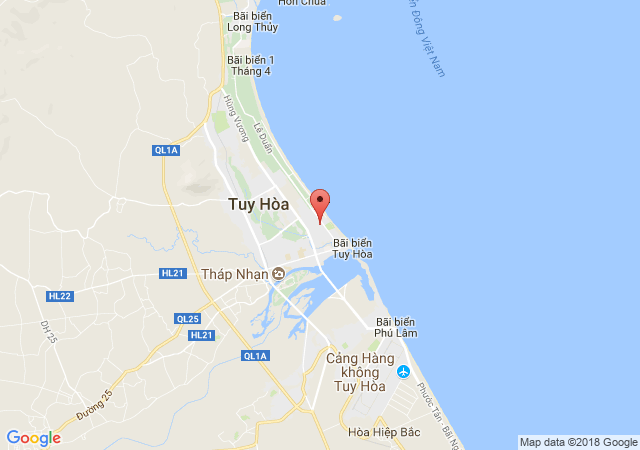 Hòn Chùa
Bãi biển
Long Thủy
Biển Đông Việt Nam
Bãi biển 1
Tháng 4
Hùng Vương
Lê Duẩn
QL1A
Tuy Hòa
Bãi biển
Tuy Hòa
Tháp Nhạn
HL21
HL22
QL25
ĐH 25
HL21
Bãi biển
Phú Lâm
QL1A
Cảng Hàng
không
Tuy Hòa
Đường 25
Phước Tân - Bãi Ng
Hòa Hiệp Bắc
Google
Map data ©2018 Google